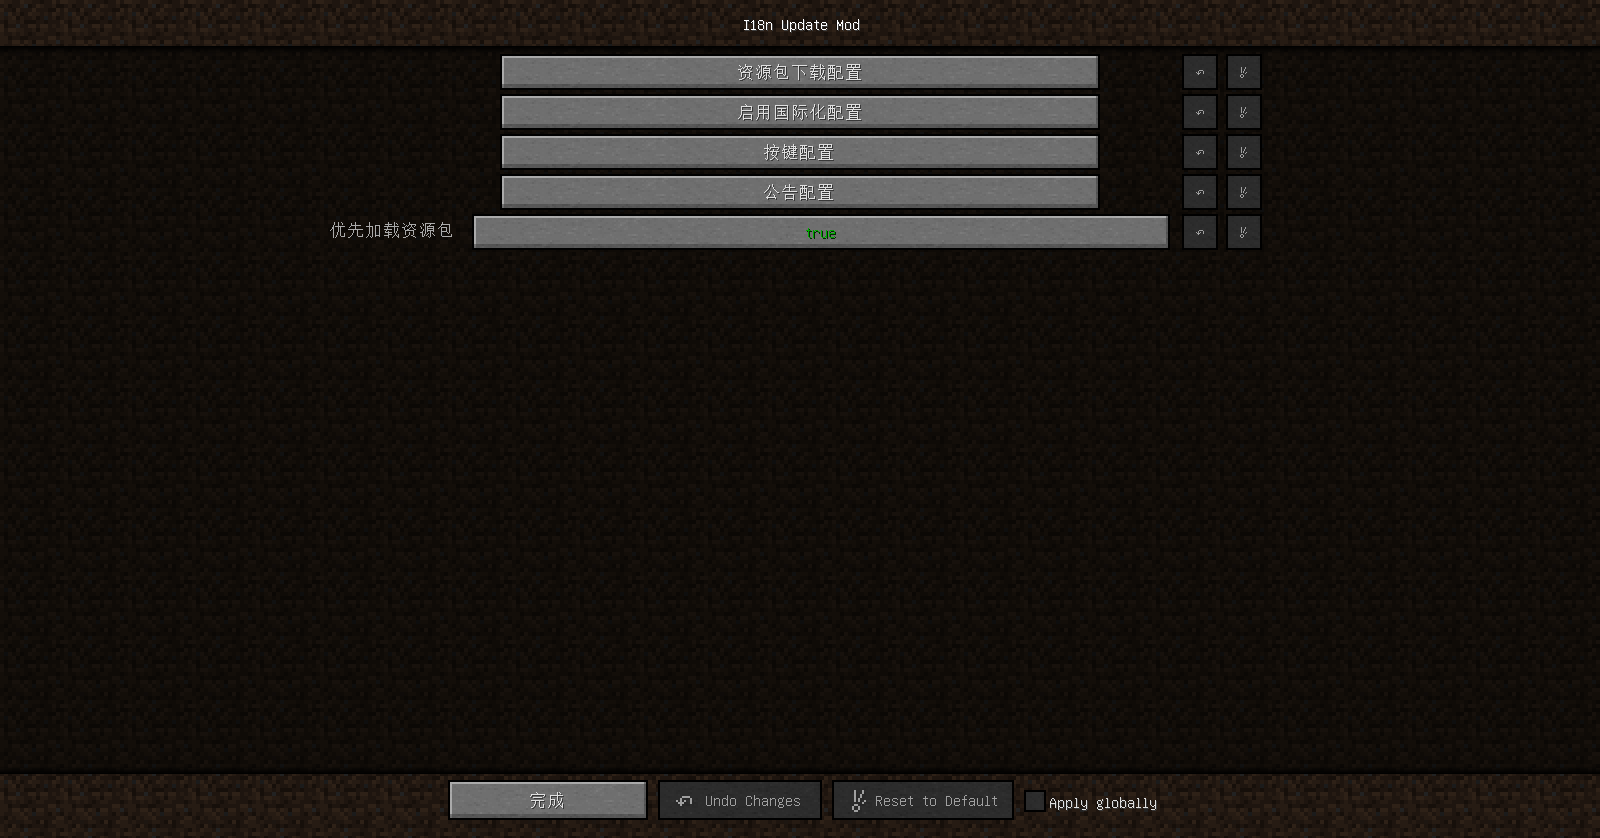 I18n Update Mod
资源包下载配置
启用国际化配置
按键配置
公告配置
优先加载资源包 true
完成 Undo Changes Reset to Default Apply globally